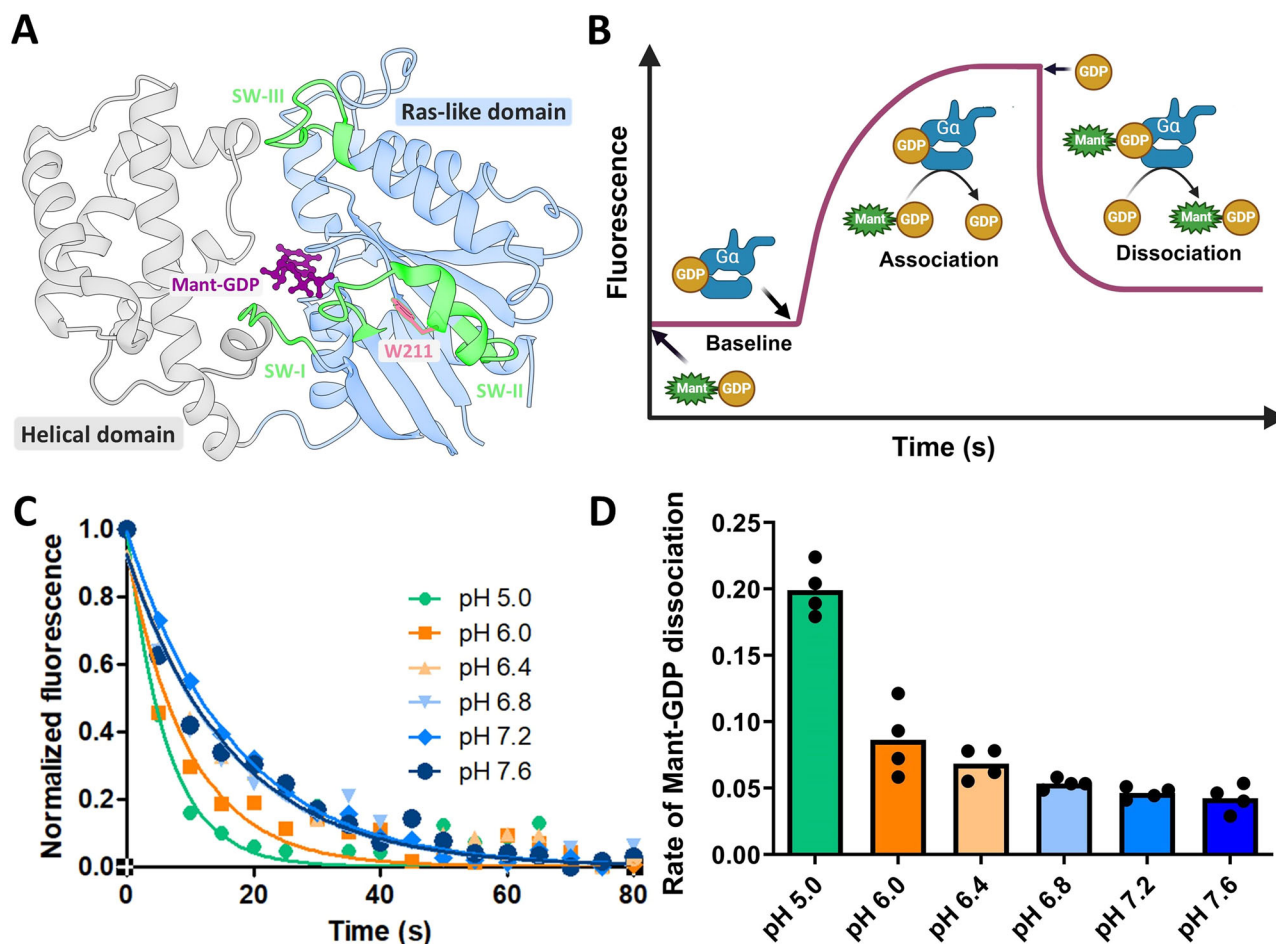 A
SW-III
Ras-like domain
Mant-GDP
W211
SW-I
SW-II
Helical domain
B
Fluorescence
GDP
Gα
GDP
Mant
GDP
Gα
GDP
Mant
GDP
GDP
Mant
GDP
Gα
GDP
Mant
GDP
Association
Dissociation
Baseline
Mant
GDP
Time (s)
C
Normalized fluorescence
1.0
0.8
0.6
0.4
0.2
0.0
pH 5.0
pH 6.0
pH 6.4
pH 6.8
pH 7.2
pH 7.6
0
20
40
60
80
Time (s)
D
Rate of Mant-GDP dissociation
0.25
0.20
0.15
0.10
0.05
0.00
pH 5.0
pH 6.0
pH 6.4
pH 6.8
pH 7.2
pH 7.6